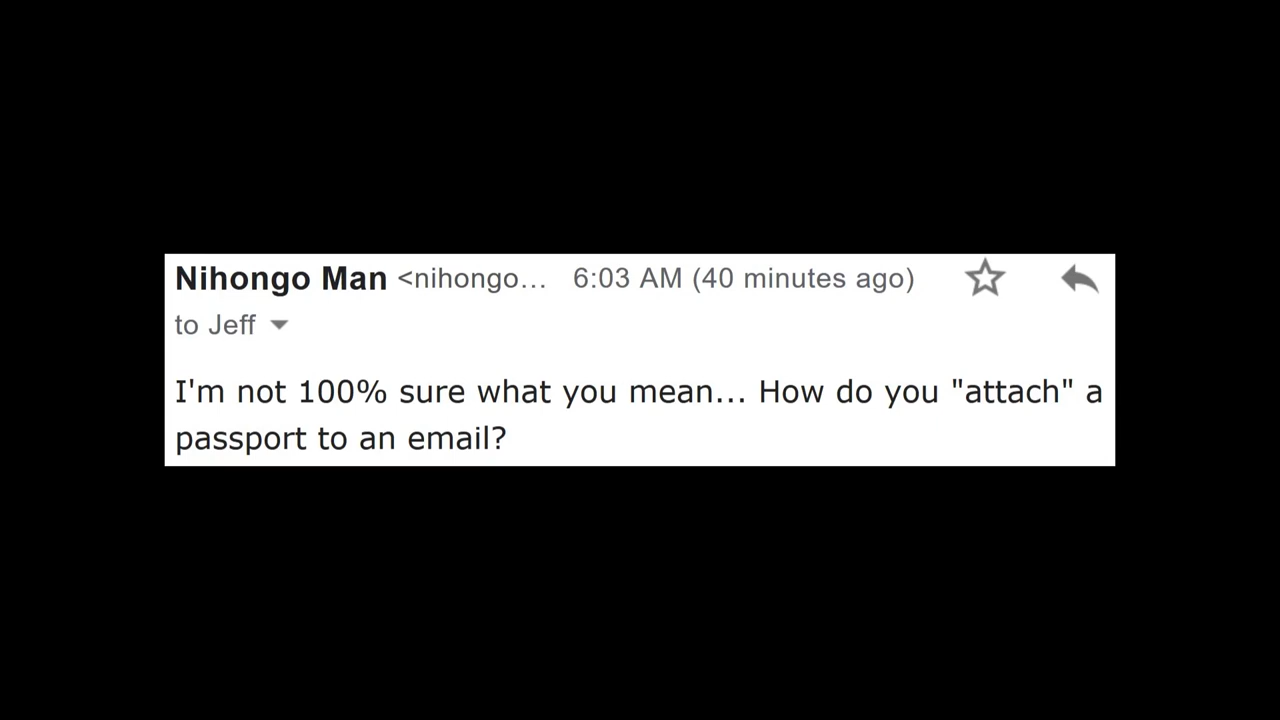 Nihongo Man <nihongo... 6:03 AM (40 minutes ago)
to Jeff
I'm not 100% sure what you mean... How do you "attach" a
passport to an email?